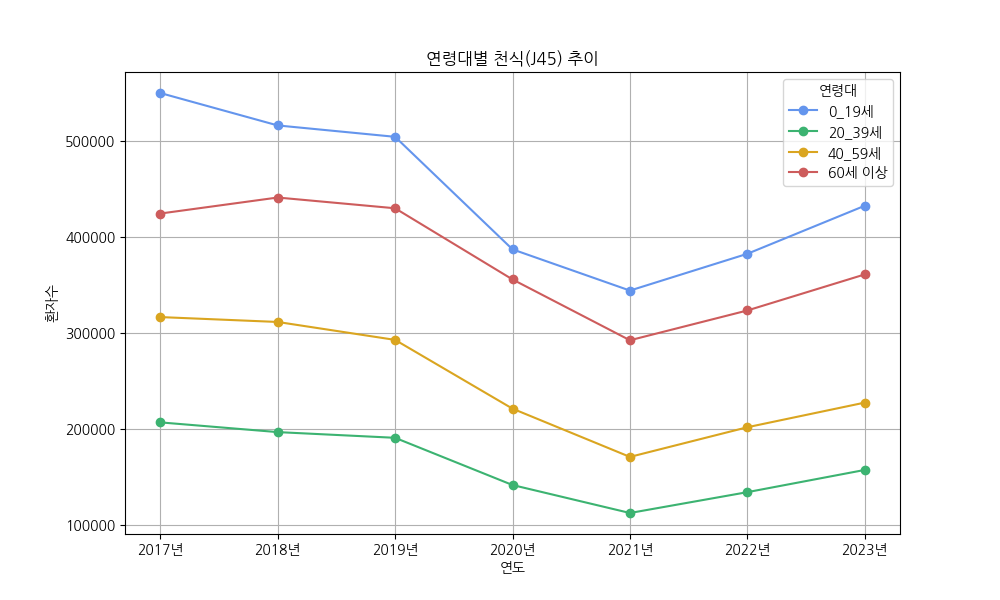 연령대별 천식(J45) 추이
연령대
0_19세
20_39세
40_59세
60세 이상
환자수
500000
400000
300000
200000
100000
2017년 2018년 2019년 2020년 2021년 2022년 2023년
연도